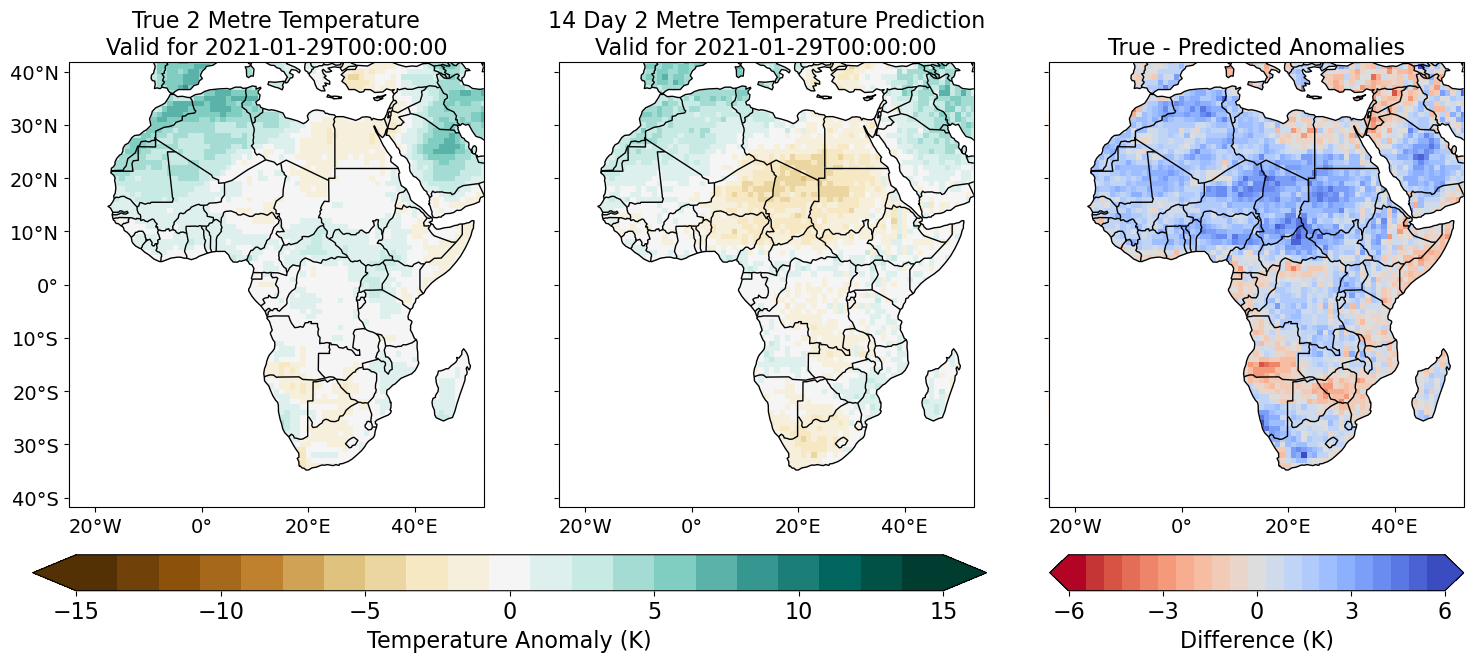 True 2 Metre Temperature
Valid for 2021-01-29T00:00:00
14 Day 2 Metre Temperature Prediction
Valid for 2021-01-29T00:00:00
True - Predicted Anomalies
40°N
30°N
20°N
10°N
0°
10°S
20°S
30°S
40°S
20°W 0° 20°E 40°E
20°W 0° 20°E 40°E
20°W 0° 20°E 40°E
−15 −10 −5 0 5 10 15
Temperature Anomaly (K)
−6 −3 0 3 6
Difference (K)